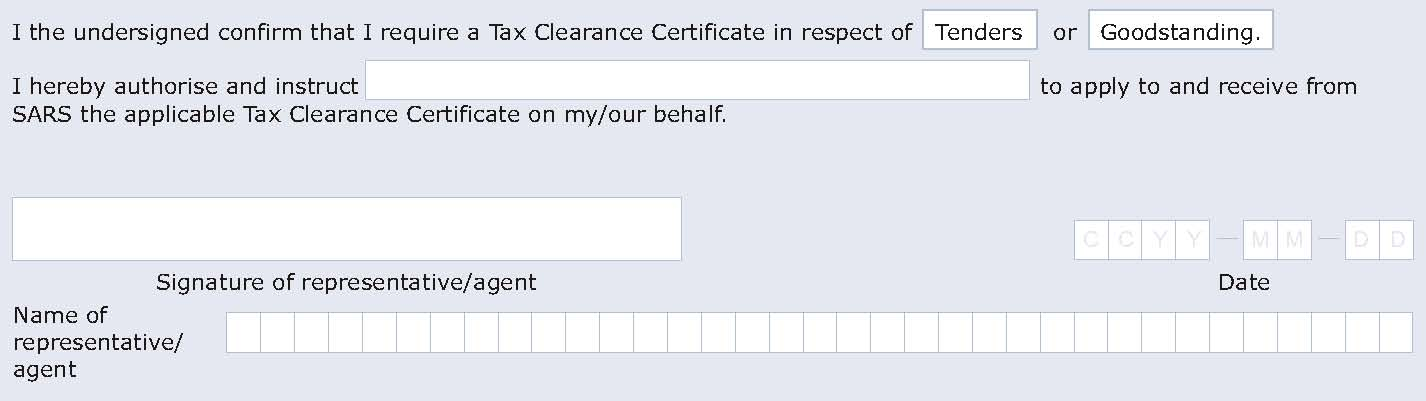 I the undersigned confirm that I require a Tax Clearance Certificate in respect of Tenders or Goodstanding.
I hereby authorise and instruct to apply to and receive from
SARS the applicable Tax Clearance Certificate on my/our behalf.
C C Y Y — M M — D D
Signature of representative/agent Date
Name of
representative/
agent